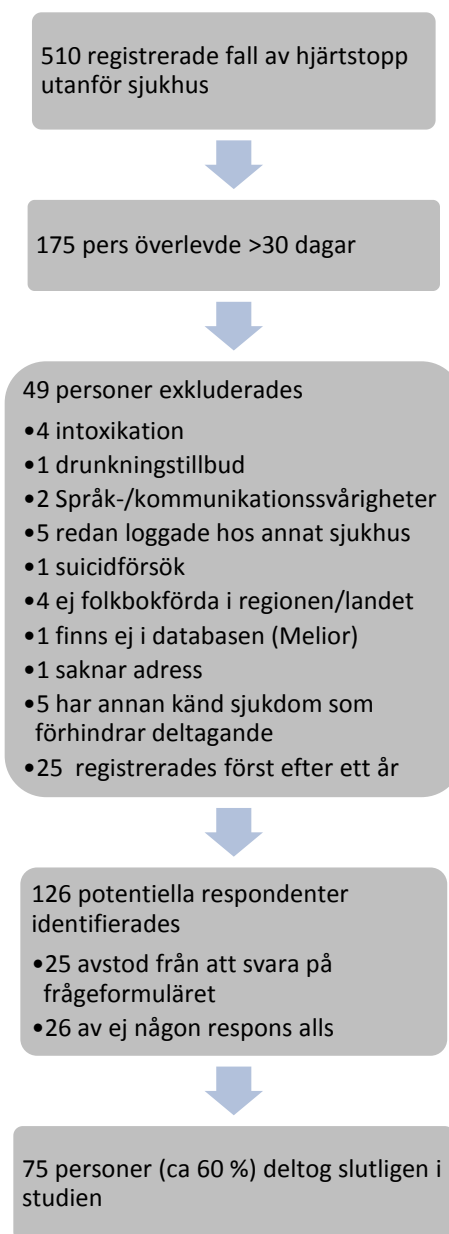 510 registrerade fall av hjärtstopp
utanför sjukhus
175 pers överlevde >30 dagar
49 personer exkluderades
•4 intoxikation
•1 drunkningstillbud
•2 Språk-/kommunikationssvårigheter
•5 redan loggade hos annat sjukhus
•1 suicidförsök
•4 ej folkbokförda i regionen/landet
•1 finns ej i databasen (Melior)
•1 saknar adress
•5 har annan känd sjukdom som
förhindrar deltagande
•25 registrerades först efter ett år
126 potentiella respondenter
identifierades
•25 avstod från att svara på
frågeformuläret
•26 av ej någon respons alls
75 personer (ca 60 %) deltog slutligen i
studien